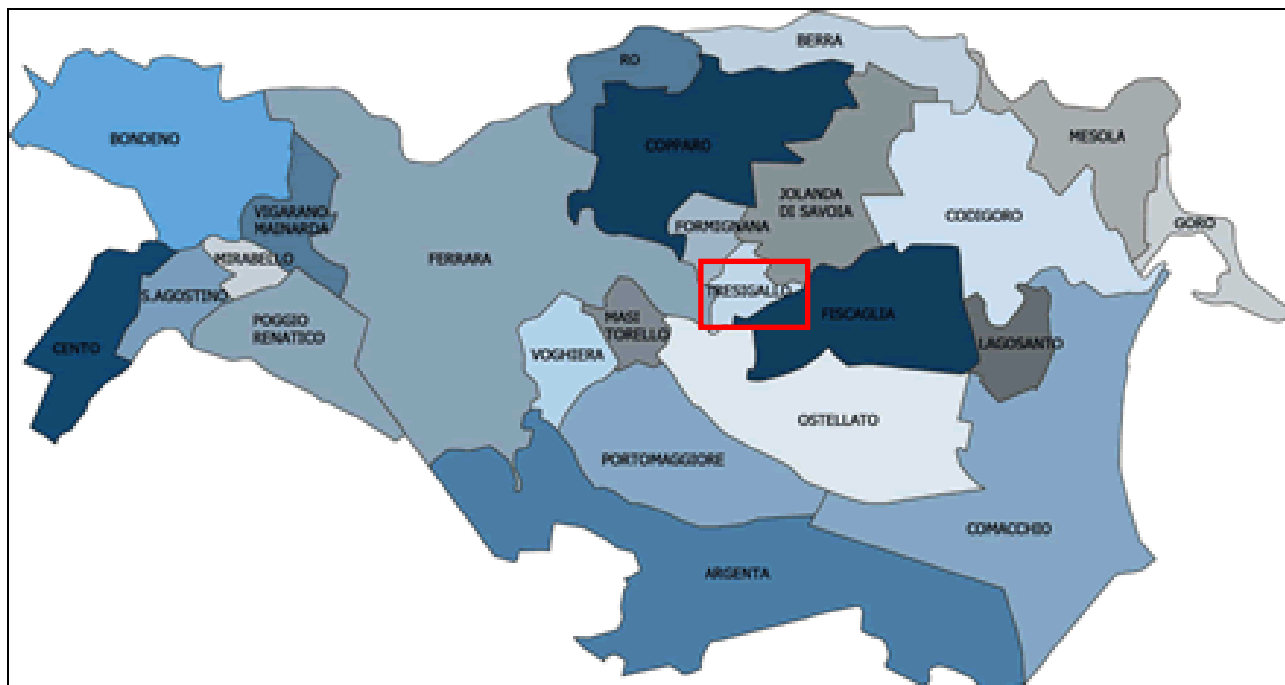 BERRA
RO
BONDENO
COPPARO
MESOLA
JOLANDA
DI SAVOIA
VIGARANO
MAINARDA
FORMIGNANA
CODIGORO
GORO
MIRABELLO
FERRARA
S.AGOSTINO
TRESIGALLO
POGGIO
RENATICO
MASI
TORELLO
FISCAGLIA
CENTO
VOGHIERA
LAGOSANTO
OSTELLATO
PORTOMAGGIORE
COMACCHIO
ARGENTA